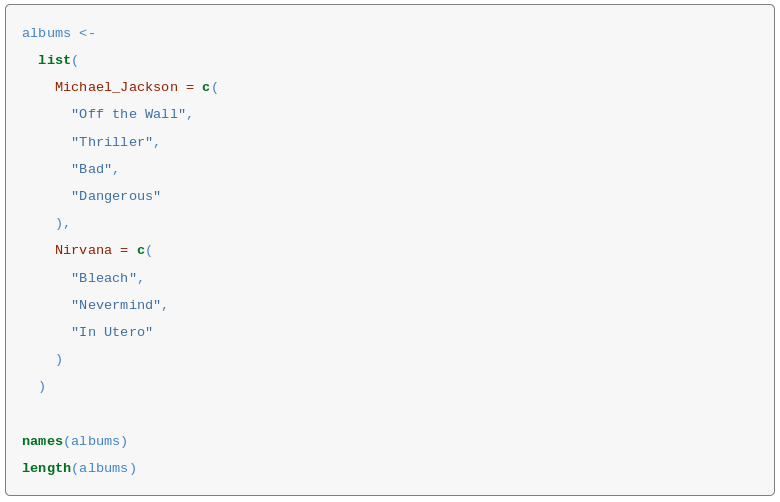 albums <-
  list(
    Michael_Jackson = c(
      "Off the Wall",
      "Thriller",
      "Bad",
      "Dangerous"
    ),
    Nirvana = c(
      "Bleach",
      "Nevermind",
      "In Utero"
    )
  )

names(albums)
length(albums)